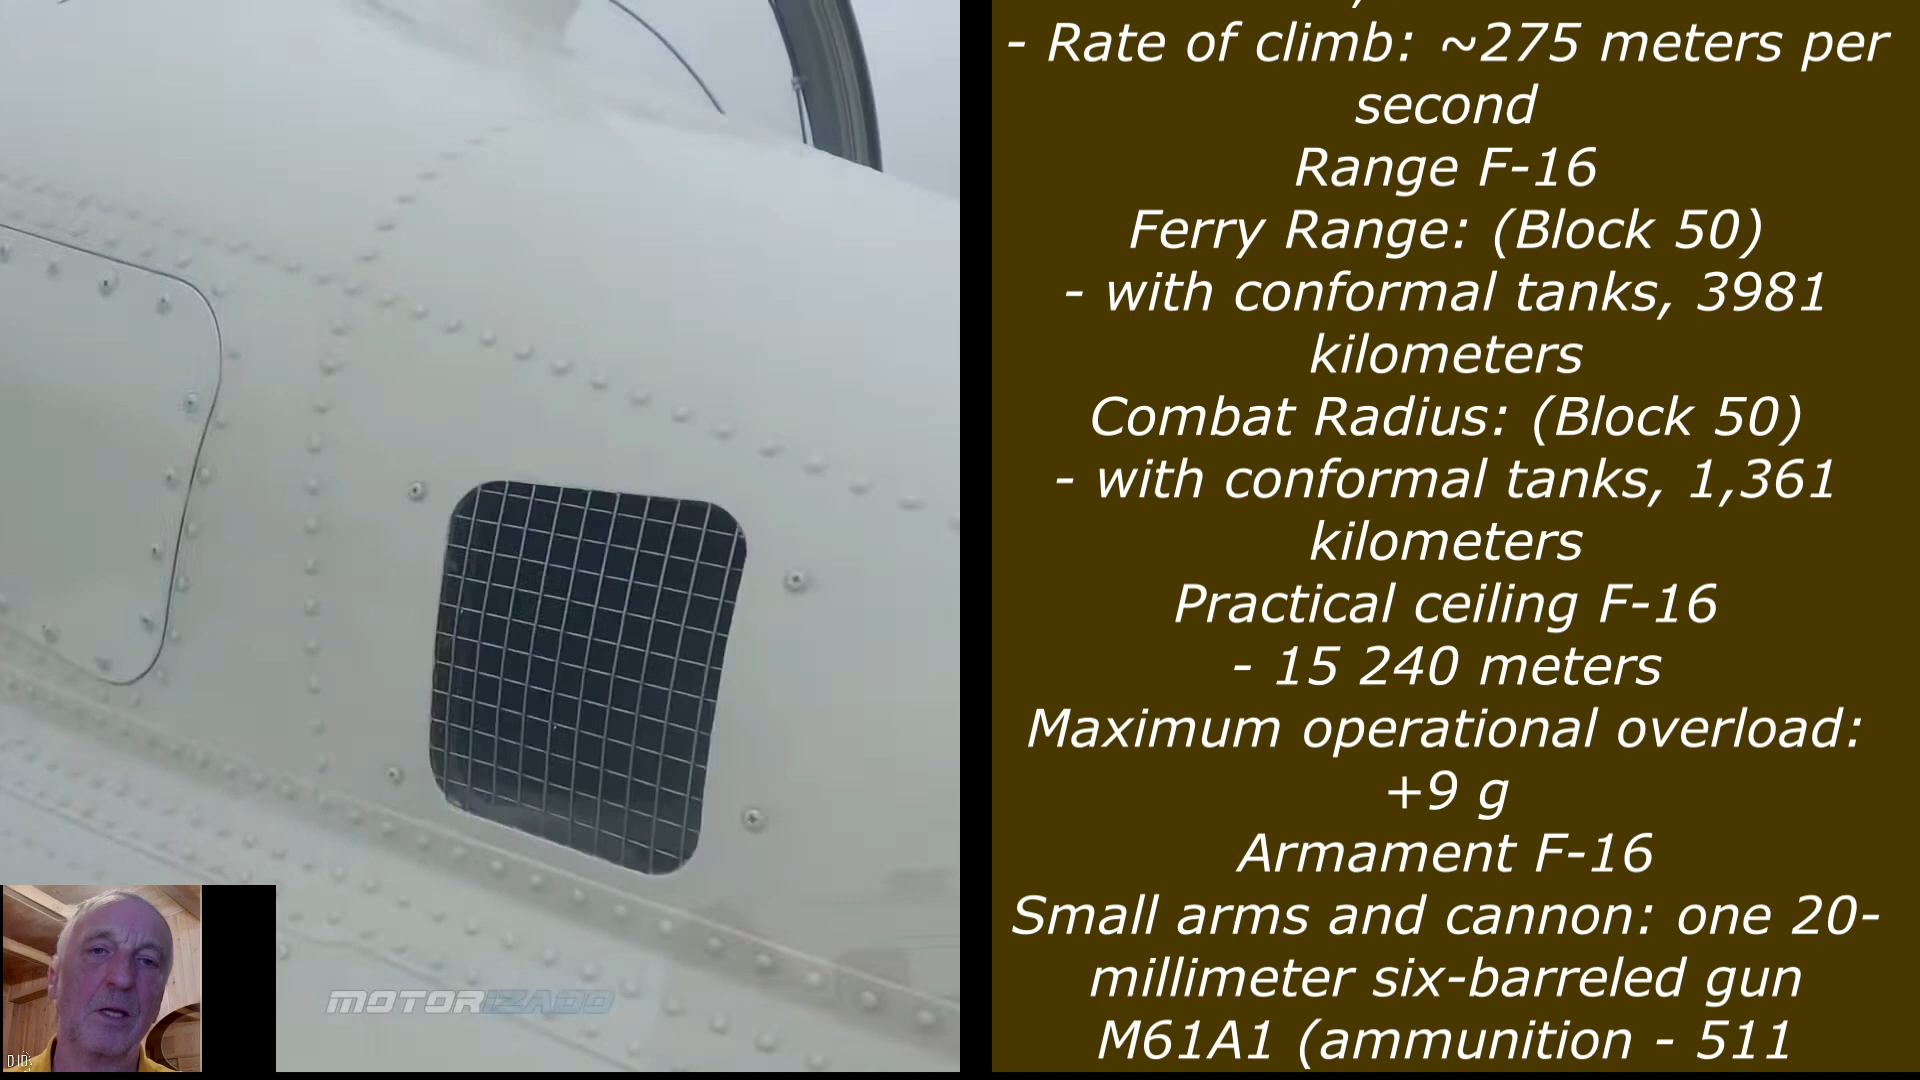 - Rate of climb: ~275 meters per
second
Range F-16
Ferry Range: (Block 50)
- with conformal tanks, 3981
kilometers
Combat Radius: (Block 50)
- with conformal tanks, 1,361
kilometers
Practical ceiling F-16
- 15 240 meters
Maximum operational overload:
+9 g
Armament F-16
Small arms and cannon: one 20-
millimeter six-barreled gun
M61A1 (ammunition - 511
MOTORIZADO